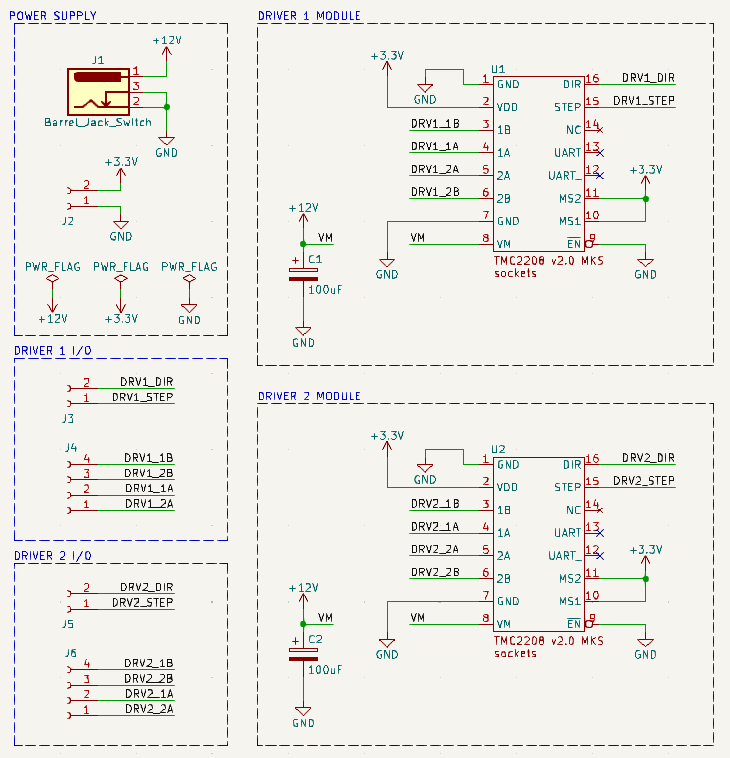 POWER SUPPLY
+12V
J1
1
3
2
Barrel_Jack_Switch
GND
+3.3V
2
1
J2
GND
PWR_FLAG PWR_FLAG PWR_FLAG
+12V +3.3V GND
DRIVER 1 I/O
2 DRV1_DIR
1 DRV1_STEP
J3
J4
4 DRV1_1B
3 DRV1_2B
2 DRV1_1A
1 DRV1_2A
DRIVER 2 I/O
2 DRV2_DIR
1 DRV2_STEP
J5
J6
4 DRV2_1B
3 DRV2_2B
2 DRV2_1A
1 DRV2_2A
DRIVER 1 MODULE
+3.3V
U1
GND
1 GND DIR 16 DRV1_DIR
2 VDD STEP 15 DRV1_STEP
DRV1_1B 3 1B NC 14
DRV1_1A 4 1A UART 13
DRV1_2A 5 2A UART_ 12
+3.3V
DRV1_2B 6 2B MS2 11
7 GND MS1 10
VM 8 VM EN 9
GND
GND
TMC2208 v2.0 MKS
sockets
+12V
VM
+
C1
100uF
GND
DRIVER 2 MODULE
+3.3V
U2
GND
1 GND DIR 16 DRV2_DIR
2 VDD STEP 15 DRV2_STEP
DRV2_1B 3 1B NC 14
DRV2_1A 4 1A UART 13
DRV2_2A 5 2A UART_ 12
+3.3V
DRV2_2B 6 2B MS2 11
7 GND MS1 10
VM 8 VM EN 9
GND
GND
TMC2208 v2.0 MKS
sockets
+12V
VM
+
C2
100uF
GND